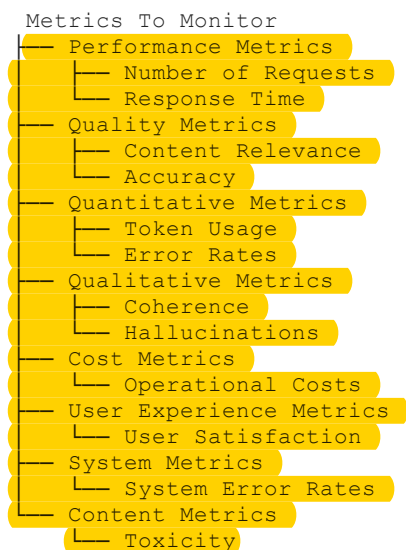 Metrics To Monitor
├── Performance Metrics
│   ├── Number of Requests
│   └── Response Time
├── Quality Metrics
│   ├── Content Relevance
│   └── Accuracy
├── Quantitative Metrics
│   ├── Token Usage
│   └── Error Rates
├── Qualitative Metrics
│   ├── Coherence
│   └── Hallucinations
├── Cost Metrics
│   └── Operational Costs
├── User Experience Metrics
│   └── User Satisfaction
├── System Metrics
│   └── System Error Rates
└── Content Metrics
    └── Toxicity